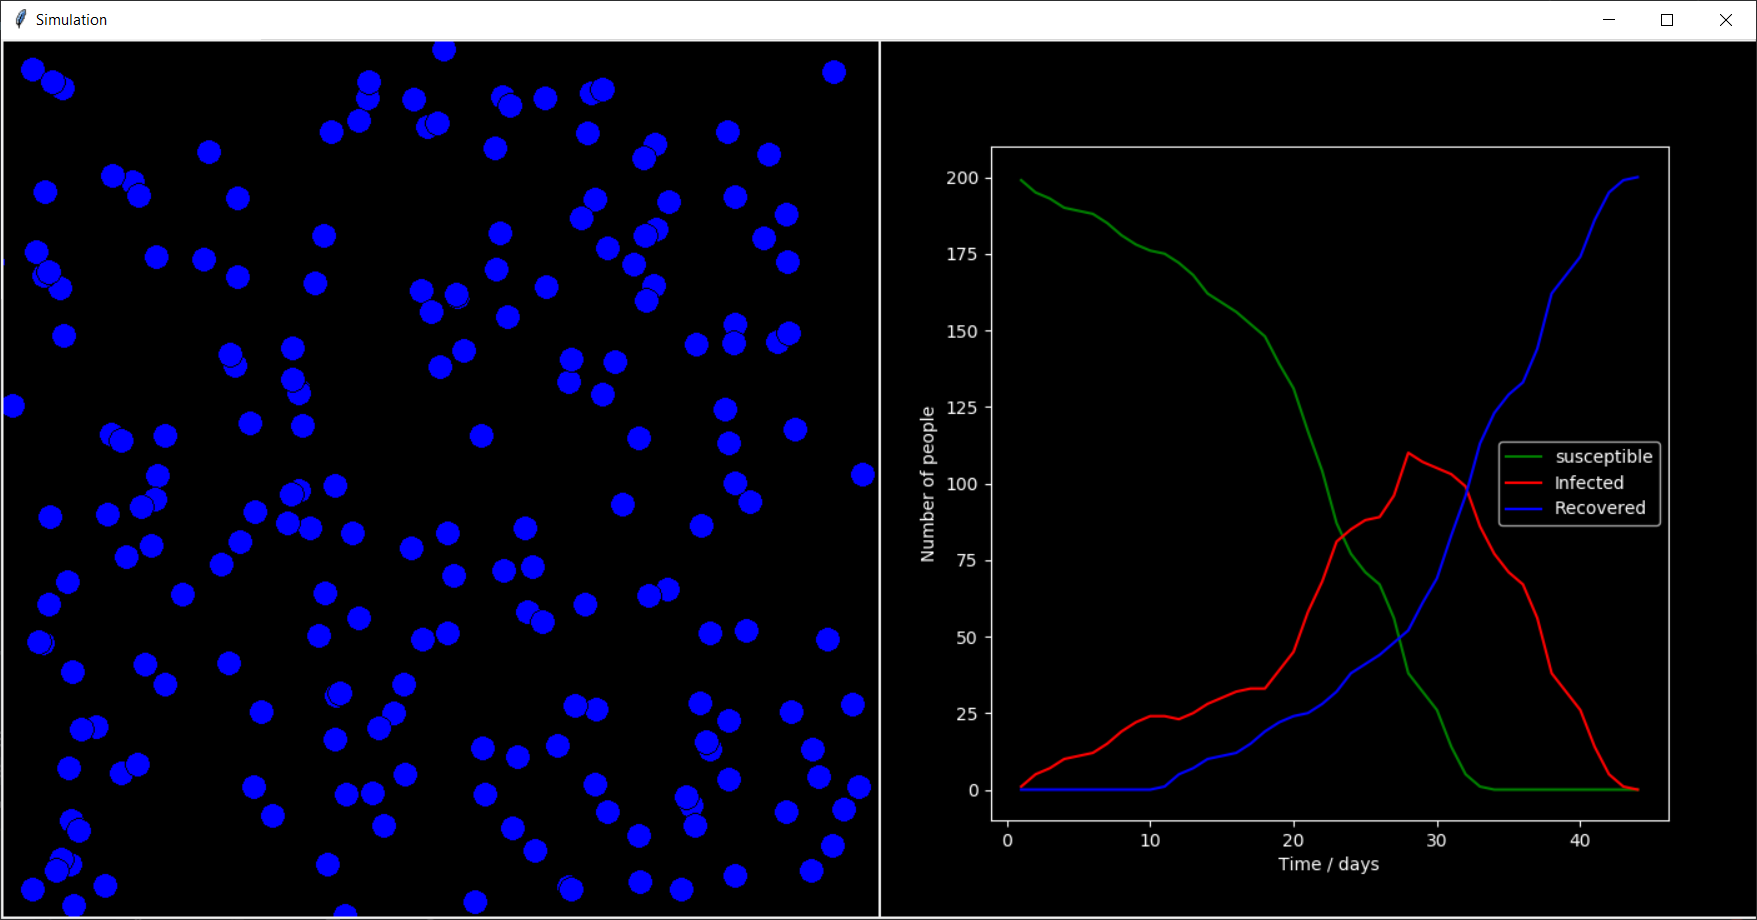 Simulation
200
175
150
125
100
75
50
25
0
Number of people
susceptible
Infected
Recovered
0 10 20 30 40
Time / days